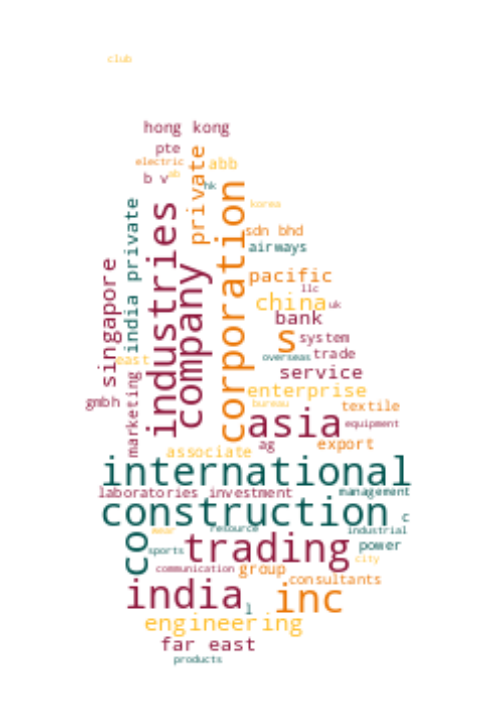 club
hong kong
pte
electric
abb
b v
ab
hk
private
korea
india private
industries
corporation
sdn bhd
airways
singapore
company
pacific
llc
china
uk
bank
s
system
east
overseas
trade
service
marketing
enterprise
gmbh
bureau
textile
asia
equipment
ag
export
associate
international
laboratories
investment
management
construction
c
co
wear
resource
industrial
sports
trading
power
city
communication
group
consultants
india
l
inc
engineering
far east
products